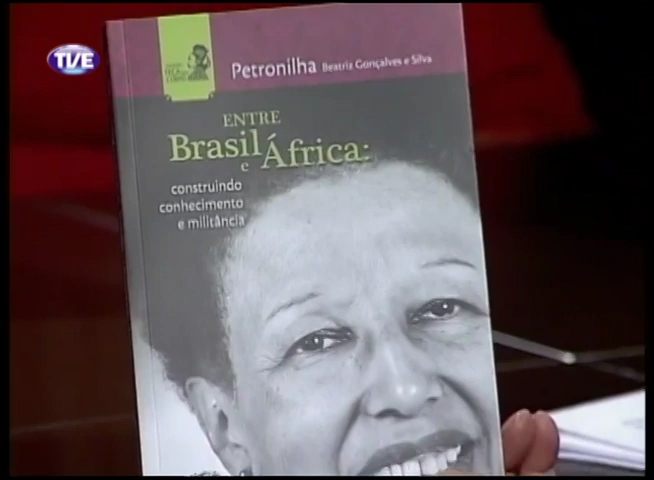 TVE
Petronilha Beatriz Gonçalves e Silva
ENTRE
Brasil e África:
construindo
conhecimento
e militância